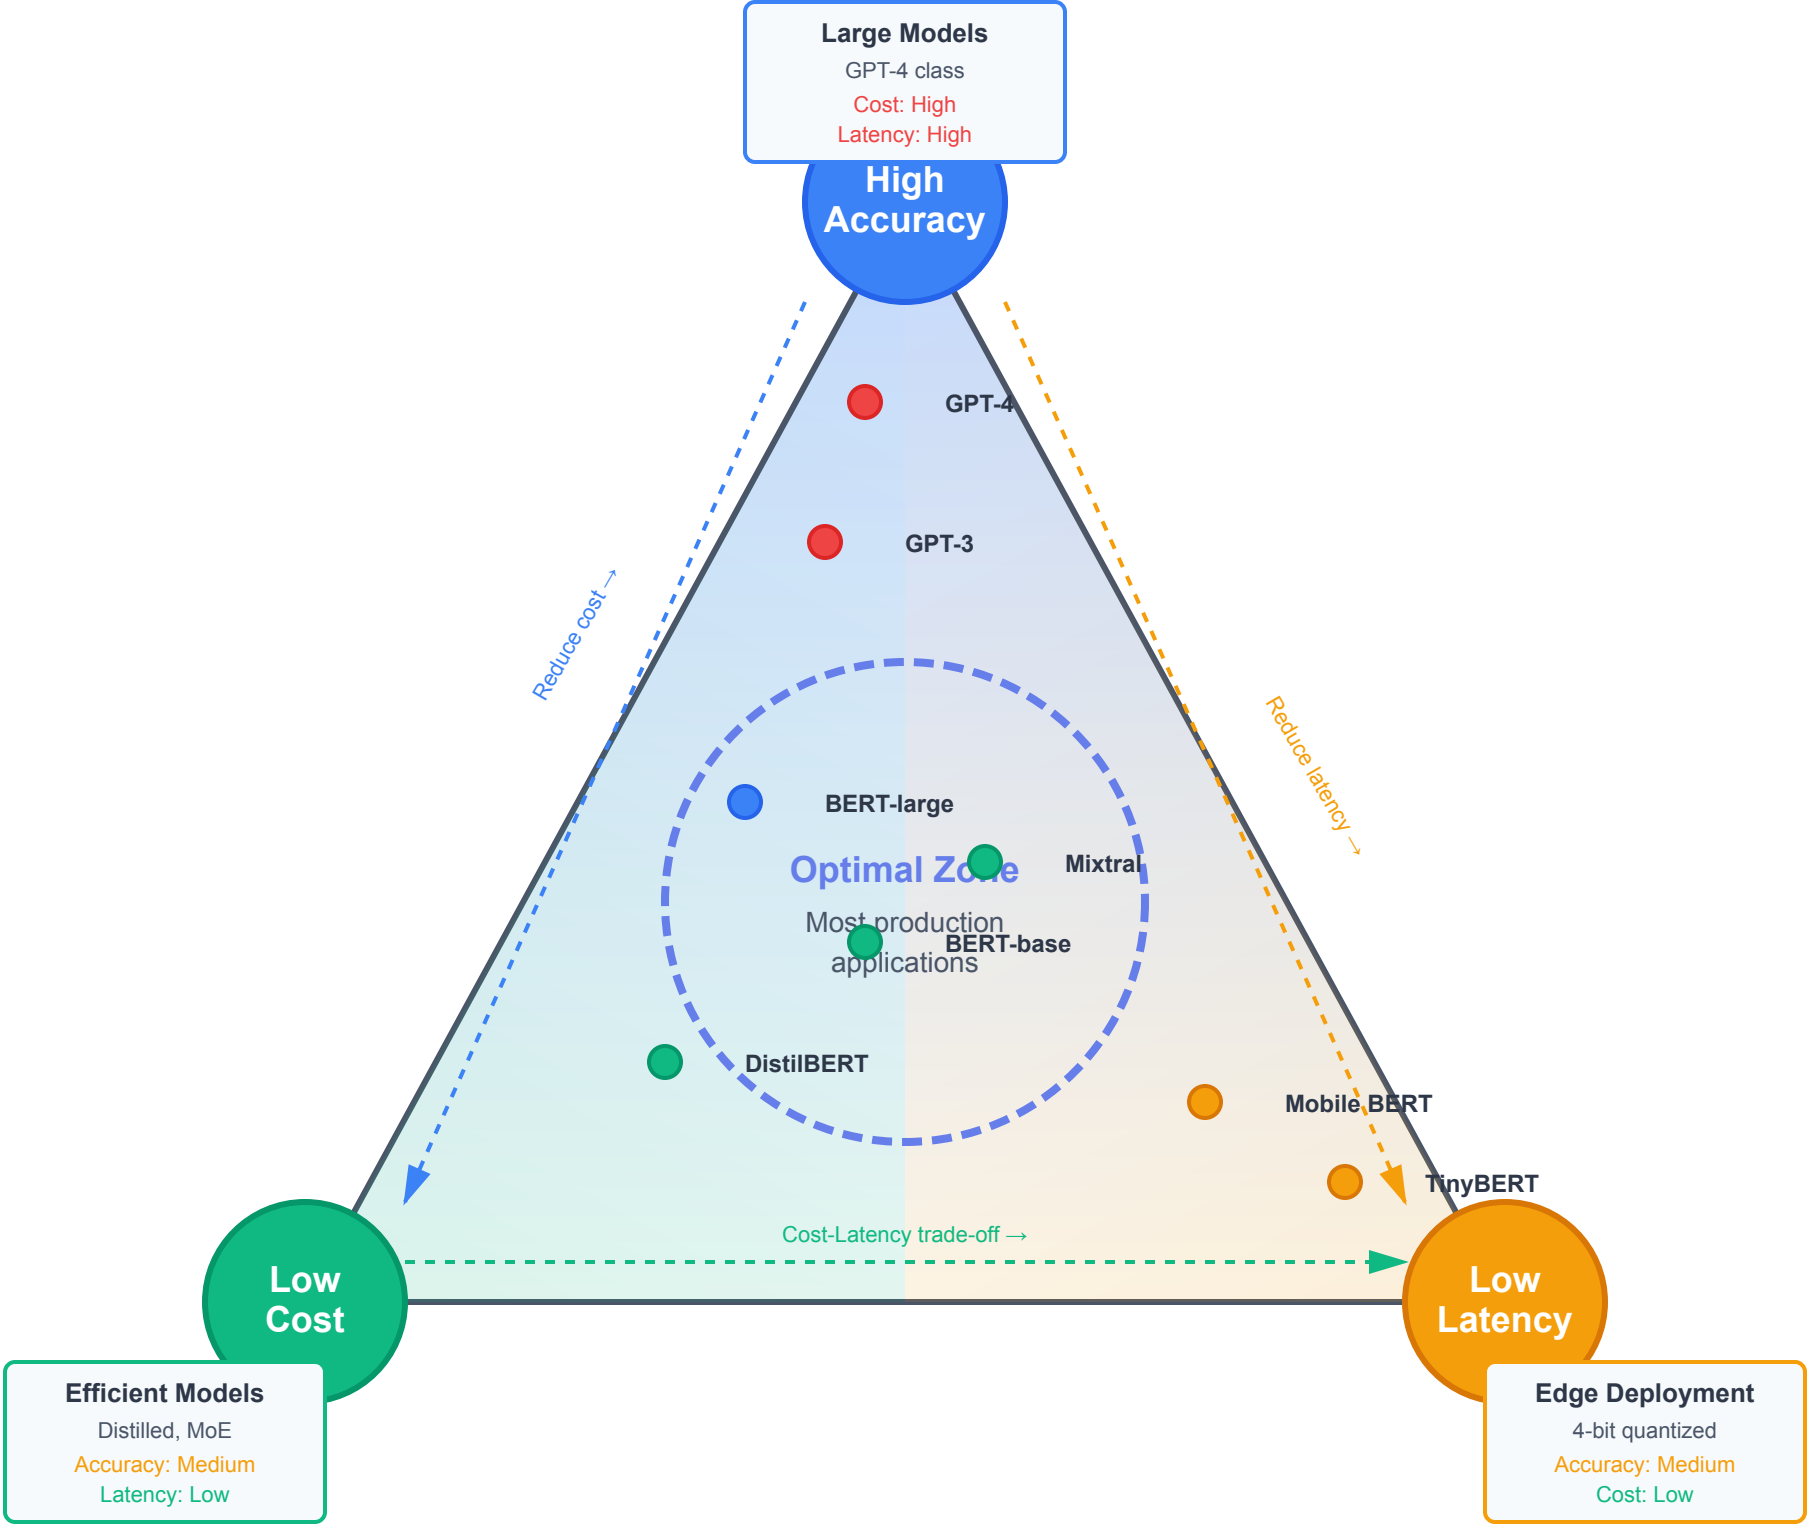 Large Models
GPT-4 class
Cost: High
Latency: High
High
Accuracy
GPT-4
GPT-3
Reduce cost →
Reduce latency →
BERT-large
Optimal Zone
Mixtral
Most production
BERT-base
applications
DistilBERT
Mobile BERT
TinyBERT
Cost-Latency trade-off →
Low
Cost
Low
Latency
Efficient Models
Distilled, MoE
Accuracy: Medium
Latency: Low
Edge Deployment
4-bit quantized
Accuracy: Medium
Cost: Low